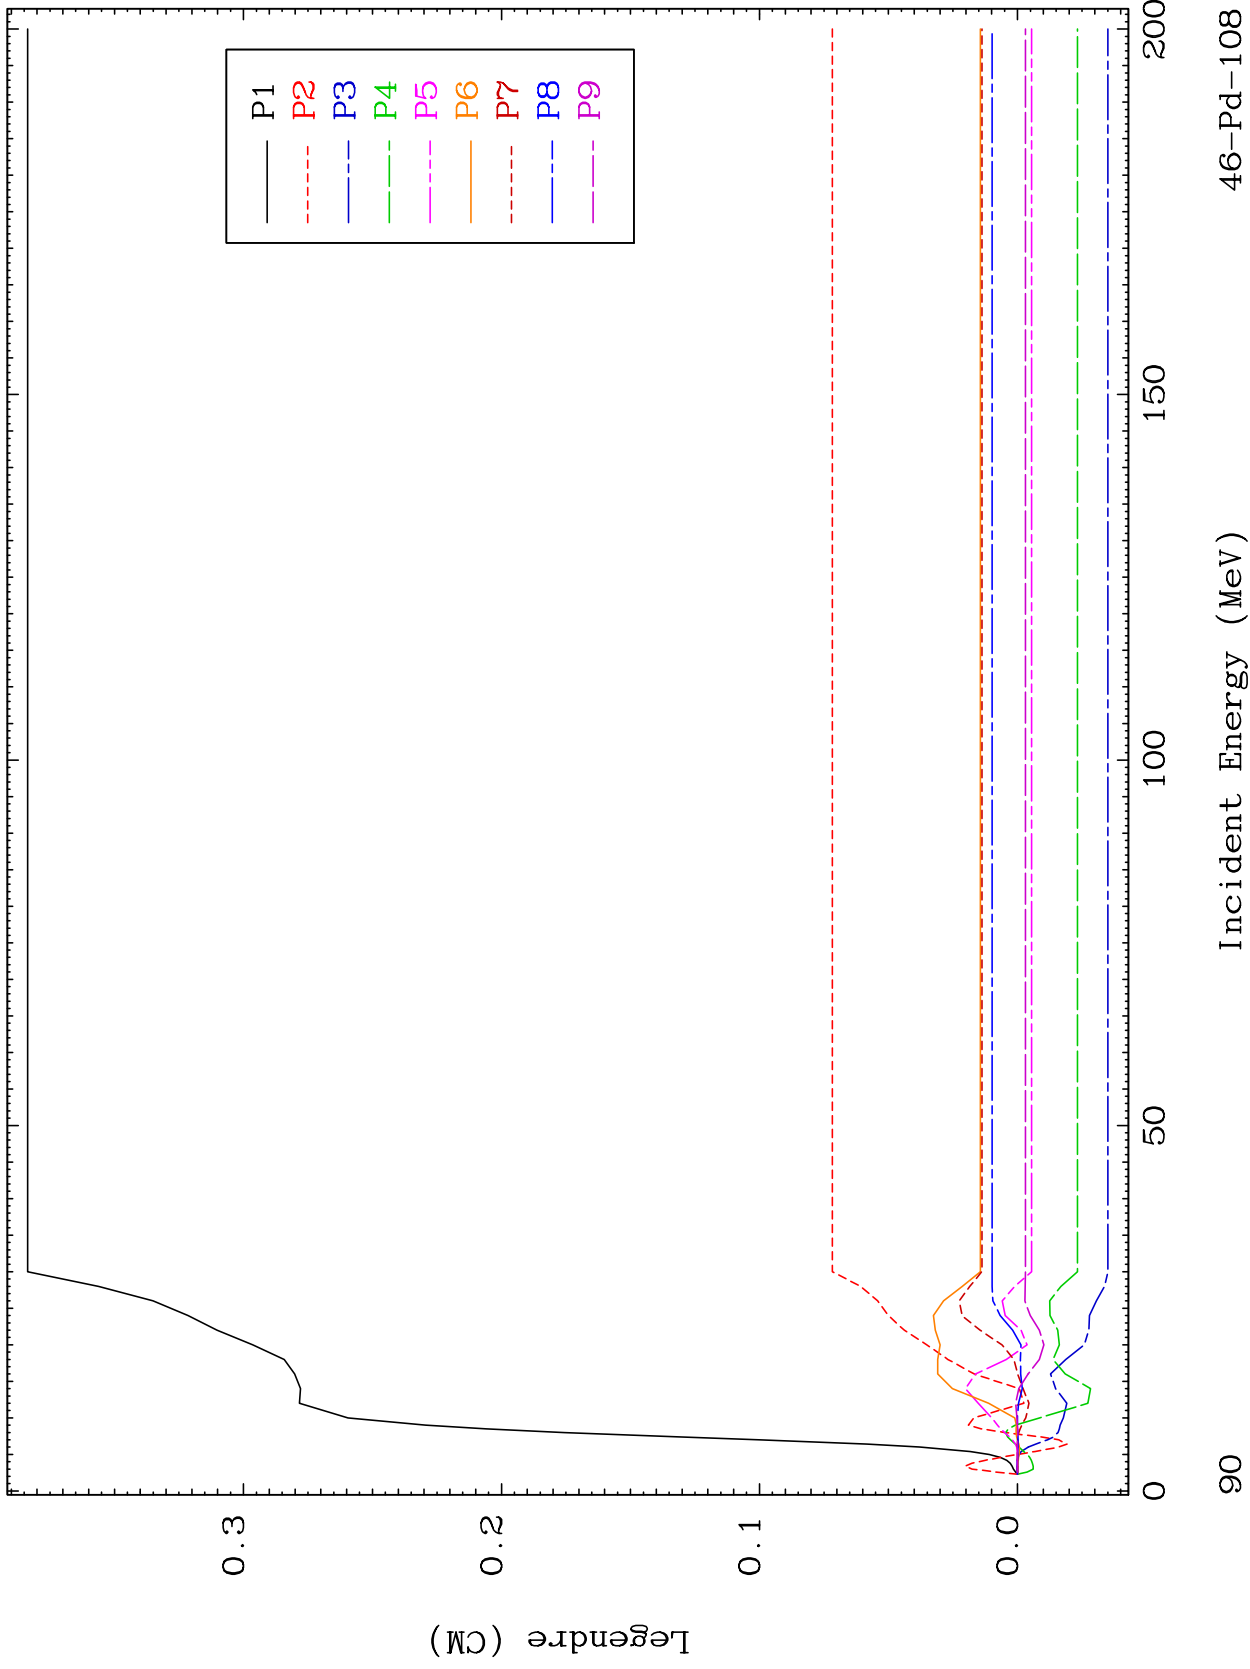 Legendre (CM)
0.3
0.2
0.1
0.0
P1
P2
P3
P4
P5
P6
P7
P8
P9
0
50
100
150
200
Incident Energy (MeV)
90
46-Pd-108